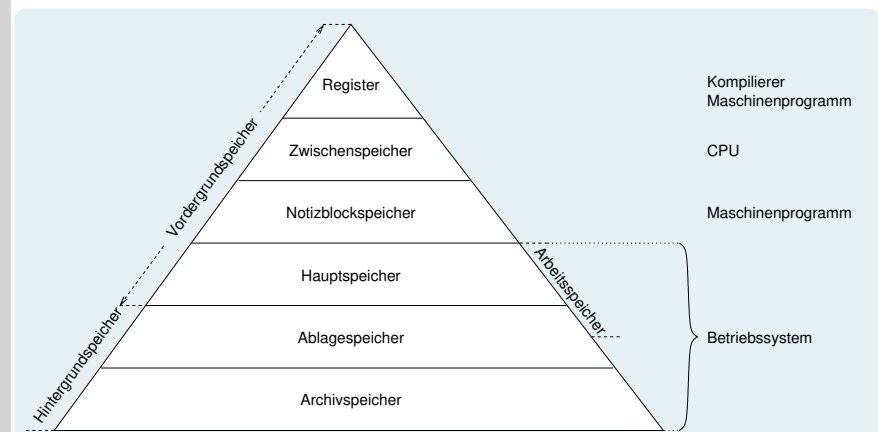 Register
Kompilierer
Maschinenprogramm
Vordergrundspeicher
Zwischenspeicher
CPU
Notizblockspeicher
Maschinenprogramm
Hauptspeicher
Arbeitsspeicher
Hintergrundspeicher
Ablagespeicher
Betriebssystem
Archivspeicher